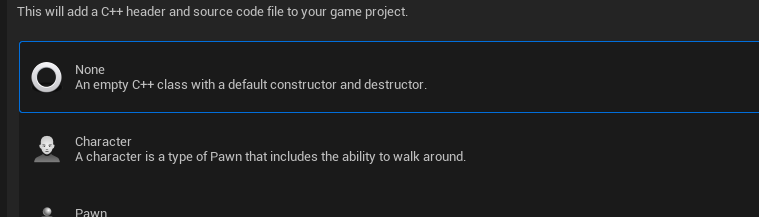 This will add a C++ header and source code file to your game project.
None
An empty C++ class with a default constructor and destructor.
Character
A character is a type of Pawn that includes the ability to walk around.
Pawn